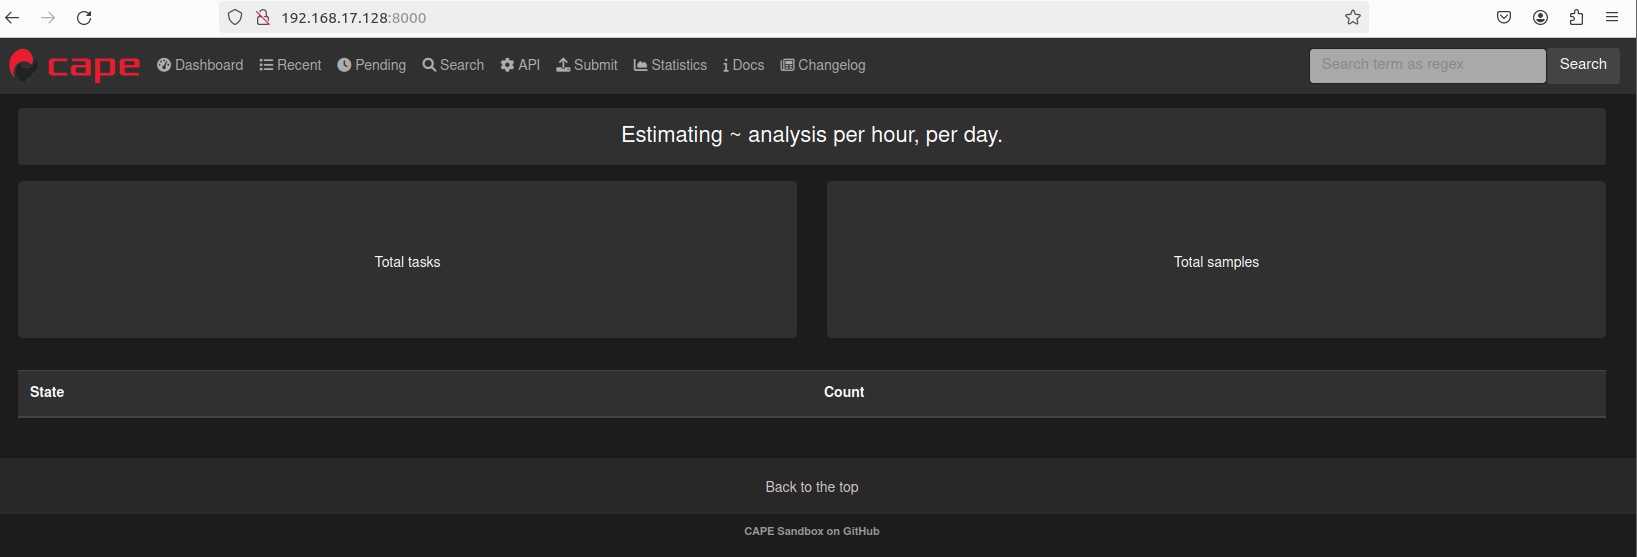 192.168.17.128:8000
cape Dashboard Recent Pending Search API Submit Statistics Docs Changelog Search term as regex Search
Estimating ~ analysis per hour, per day.
Total tasks
Total samples
State Count
Back to the top
CAPE Sandbox on GitHub